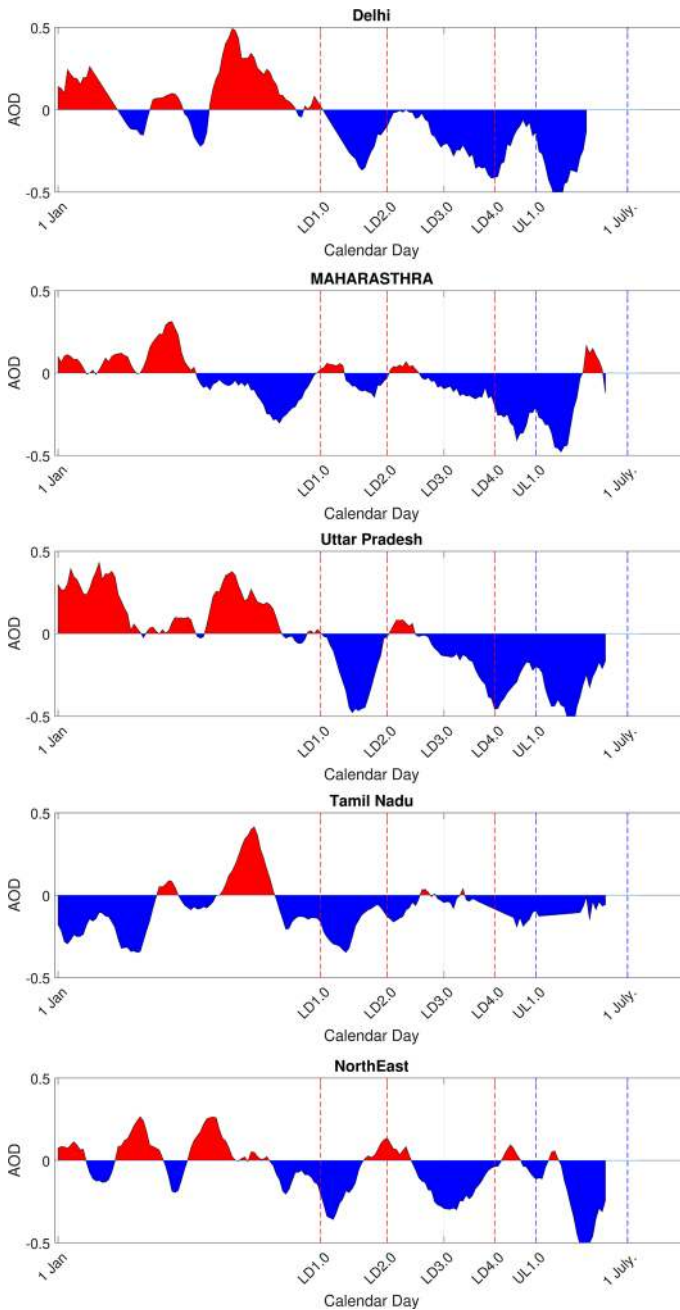 Delhi
0.5
AOD
0
-0.5
1 Jan
LD1.0
LD2.0
LD3.0
LD4.0
UL1.0
1 July.
Calendar Day
MAHARASTHRA
0.5
AOD
0
-0.5
1 Jan
LD1.0
LD2.0
LD3.0
LD4.0
UL1.0
1 July.
Calendar Day
Uttar Pradesh
0.5
AOD
0
-0.5
1 Jan
LD1.0
LD2.0
LD3.0
LD4.0
UL1.0
1 July.
Calendar Day
Tamil Nadu
0.5
AOD
0
-0.5
1 Jan
LD1.0
LD2.0
LD3.0
LD4.0
UL1.0
1 July.
Calendar Day
NorthEast
0.5
AOD
0
-0.5
1 Jan
LD1.0
LD2.0
LD3.0
LD4.0
UL1.0
1 July.
Calendar Day